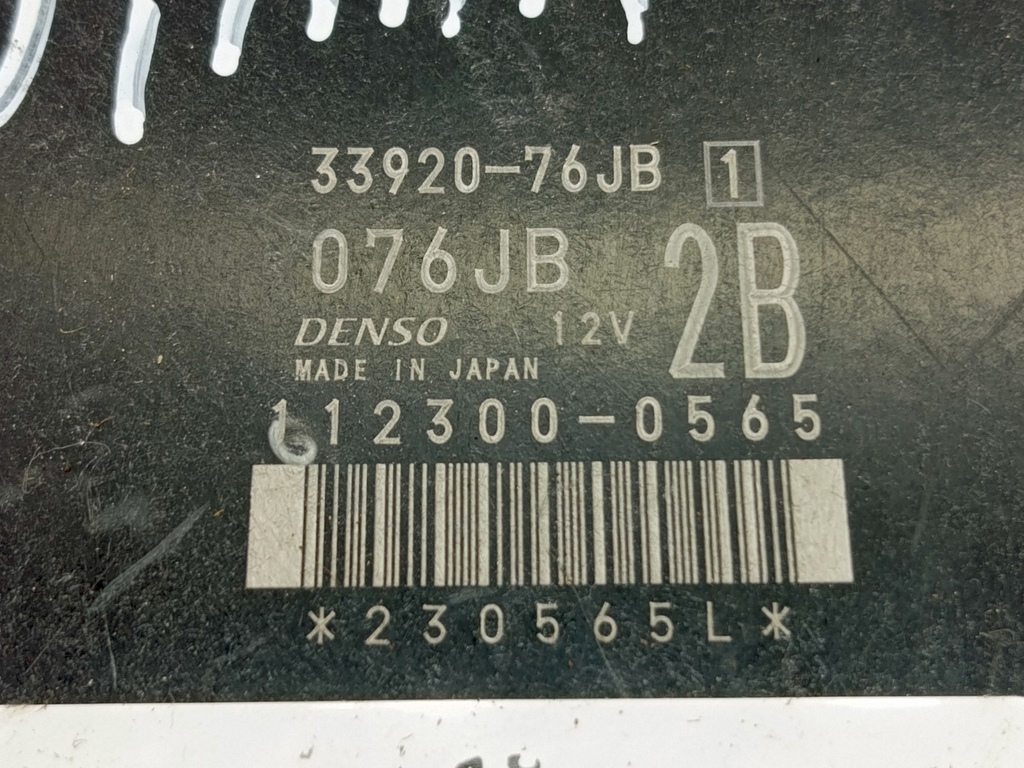 33920-76JB 1
076JB 2B
DENSO 12V
MADE IN JAPAN
112300-0565
*230565L*